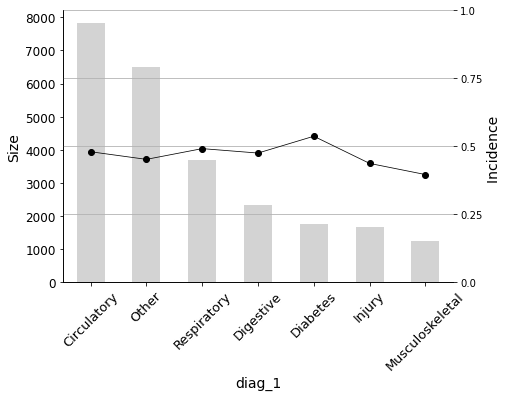 8000
7000
6000
5000
4000
3000
2000
1000
0
Size
1.0
0.75
0.5
0.25
0.0
Incidence
Circulatory
Other
Respiratory
Digestive
Diabetes
Injury
Musculoskeletal
diag_1